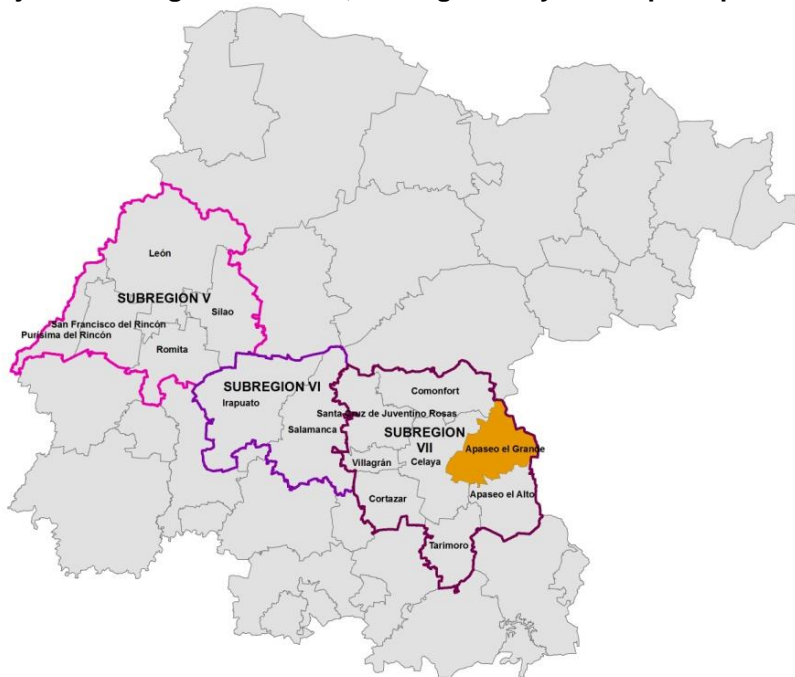 León
SUBREGION V
Silao
San Francisco del Rincón
Purísima del Rincón
Romita
SUBREGION VI
Irapuato
Salamanca
Comonfort
Santa Cruz de Juventino Rosas
SUBREGION
VII
Apaseo el Grande
Villagrán
Celaya
Cortazar
Apaseo el Alto
Tarimoro